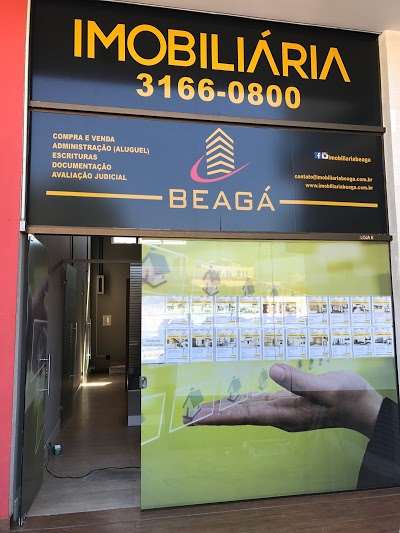 IMOBILIÁRIA
3166-0800
COMPRA E VENDA
ADMINISTRAÇÃO (ALUGUEL)
ESCRITURAS
DOCUMENTAÇÃO
AVALIAÇÃO JUDICIAL
BEAGÁ
imobiliariabeaga
contato@imobiliariabeaga.com.br
www.imobiliariabeaga.com.br
LOJA K